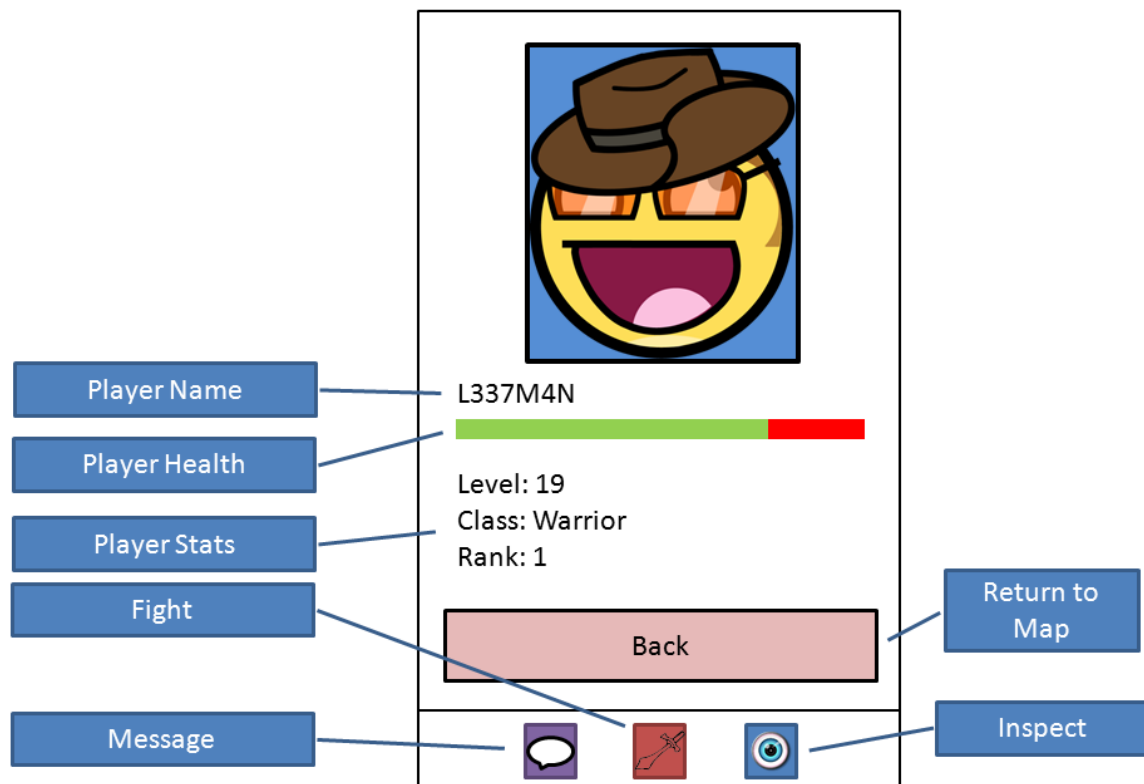 Player Name
L337M4N
Player Health
Level: 19
Player Stats
Class: Warrior
Rank: 1
Fight
Return to
Map
Back
Message
Inspect